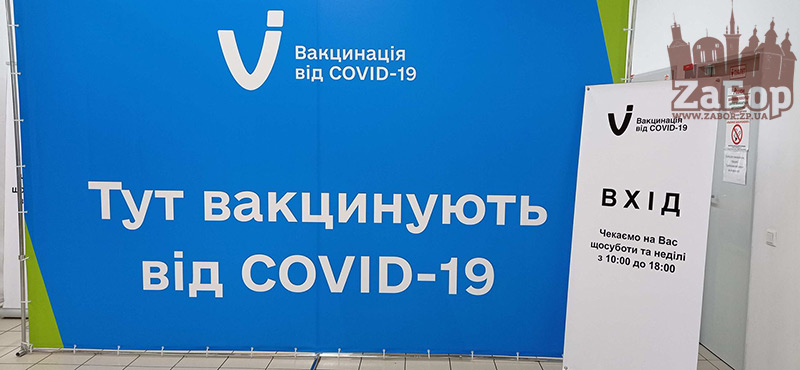 Вакцинація
від COVID-19
Тут вакцинують
від COVID-19
ZаБор
WWW.ZABOR.ZP.UA
Вакцинація
від COVID-19
ВХІД
Чекаємо на Вас
щосуботи та неділі
з 10:00 до 18:00